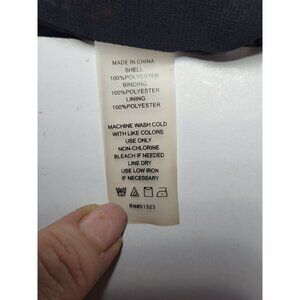 MADE IN CHINA
SHELL
100%POLYESTER
BINDING
100%POLYESTER
LINING
100%POLYESTER
MACHINE WASH COLD
WITH LIKE COLORS
USE ONLY
NON-CHLORINE
BLEACH IF NEEDED
LINE DRY
USE LOW IRON
IF NECESSARY
RN#51323